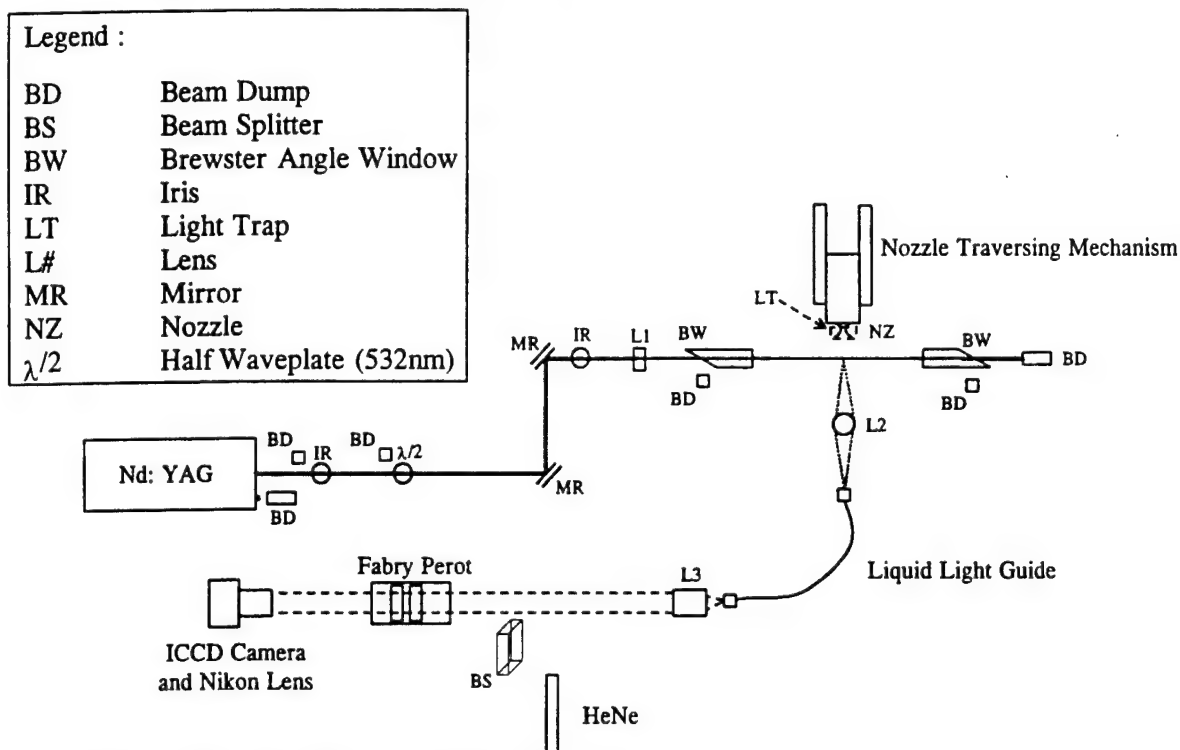 Legend :
BD Beam Dump
BS Beam Splitter
BW Brewster Angle Window
IR Iris
LT Light Trap
L# Lens
MR Mirror
NZ Nozzle
λ/2 Half Waveplate (532nm)
Nozzle Traversing Mechanism
LT
NZ
MR
IR
L1
BW
BW
BD
BD
BD
L2
BD
IR
BD
λ/2
Nd: YAG
MR
BD
Liquid Light Guide
Fabry Perot
L3
ICCD Camera
and Nikon Lens
BS
HeNe